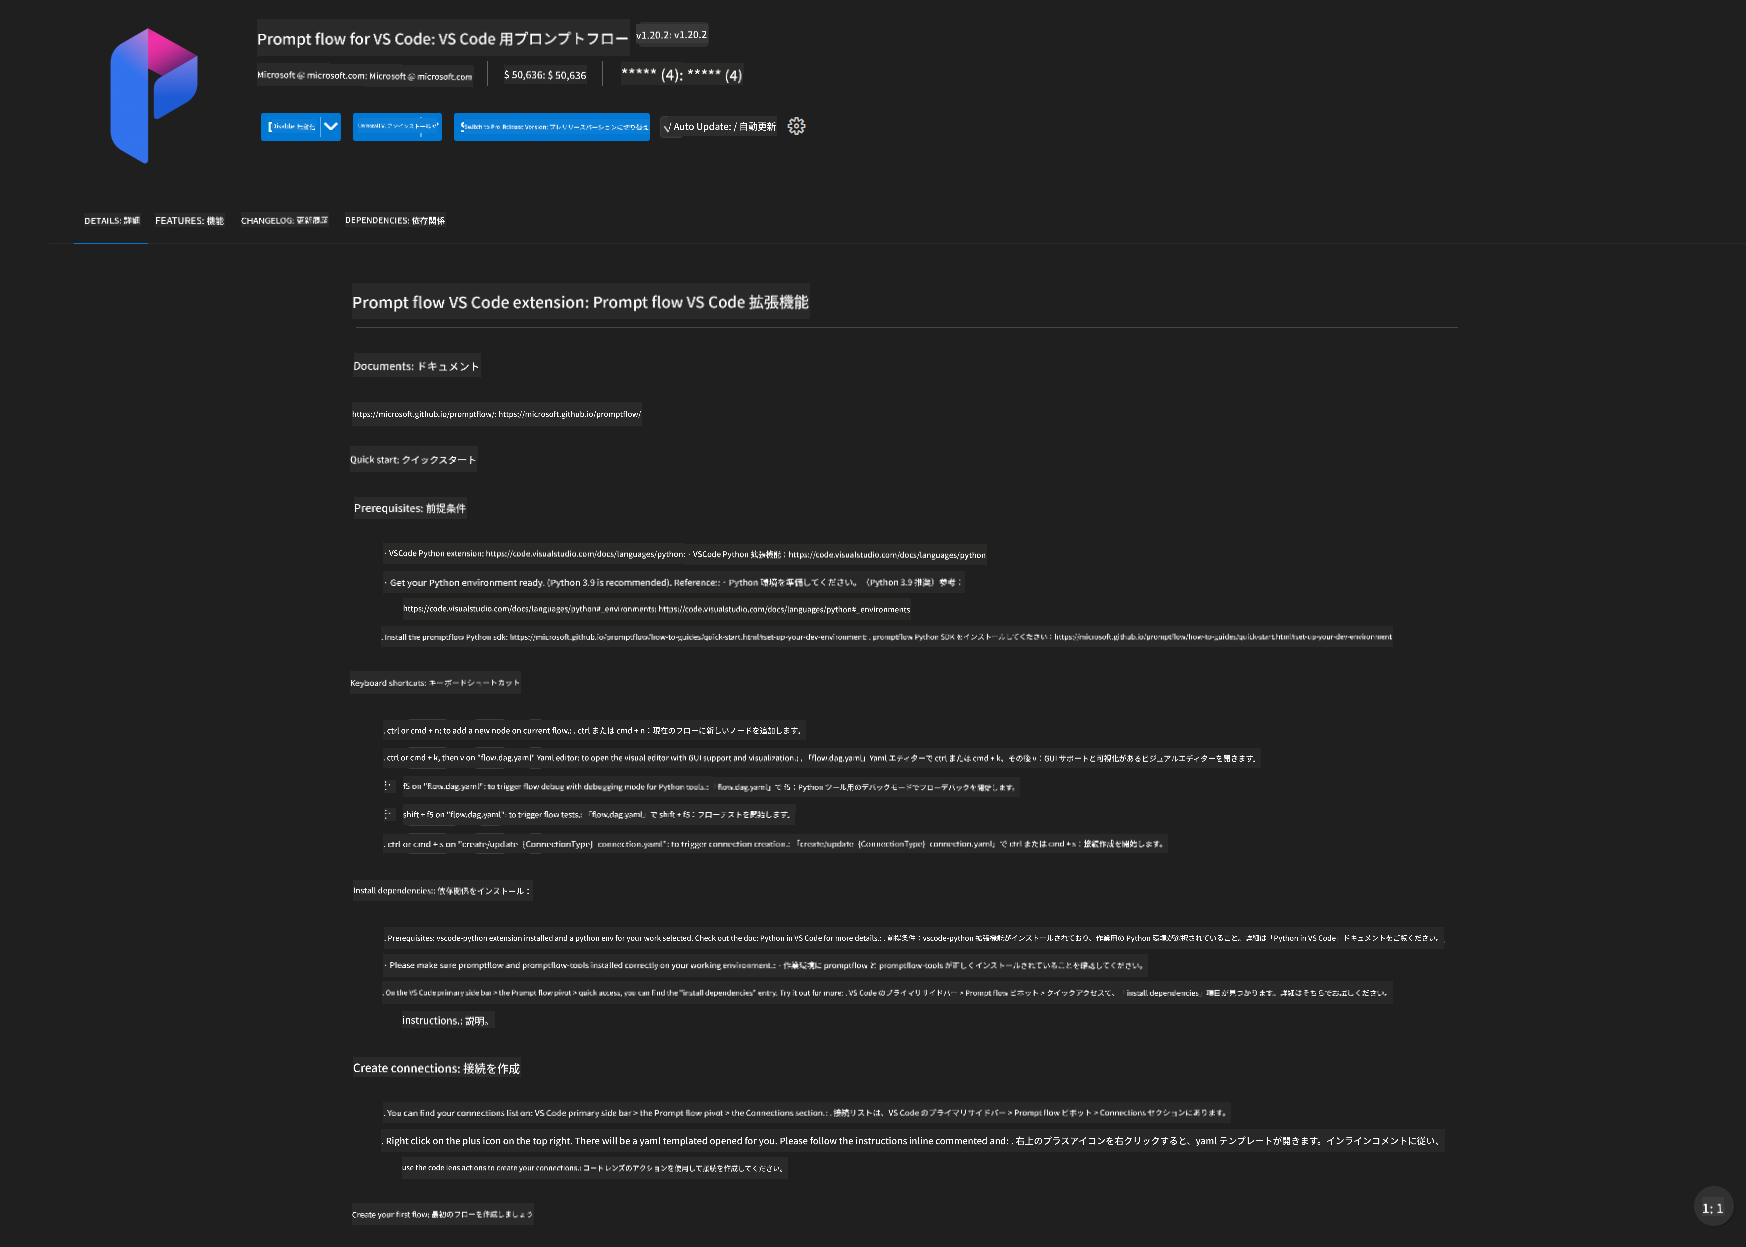 Prompt flow for VS Code: VS Code 用プロンプトフロー v1.20.2: v1.20.2
Microsoft @ microsoft.com: Microsoft @ microsoft.com $ 50,636: $ 50,636 ***** (4): ***** (4)
Disable: 無効化 Uninstall v: アンインストール v Switch to Pre-Release Version: プレリリースバージョンに切り替え √/ Auto Update: / 自動更新
DETAILS: 詳細 FEATURES: 機能 CHANGELOG: 更新履歴 DEPENDENCIES: 依存関係
Prompt flow VS Code extension: Prompt flow VS Code 拡張機能
Documents: ドキュメント
https://microsoft.github.io/promptflow/: https://microsoft.github.io/promptflow/
Quick start: クイックスタート
Prerequisites: 前提条件
· VSCode Python extension: https://code.visualstudio.com/docs/languages/python: · VSCode Python 拡張機能：https://code.visualstudio.com/docs/languages/python
· Get your Python environment ready. (Python 3.9 is recommended). Reference:: · Python 環境を準備してください。（Python 3.9 推奨）参考：
https://code.visualstudio.com/docs/languages/python#_environments: https://code.visualstudio.com/docs/languages/python#_environments
. Install the promptflow Python sdk: https://microsoft.github.io/promptflow/how-to-guides/quick-start.html#set-up-your-dev-environment: . promptflow Python SDK をインストールしてください：https://microsoft.github.io/promptflow/how-to-guides/quick-start.html#set-up-your-dev-environment
Keyboard shortcuts: キーボードショートカット
. ctrl or cmd + n: to add a new node on current flow.: . ctrl または cmd + n：現在のフローに新しいノードを追加します。
. ctrl or cmd + k, then v on "flow.dag.yaml" Yaml editor: to open the visual editor with GUI support and visualization.: . 「flow.dag.yaml」Yaml エディターで ctrl または cmd + k、その後 v：GUI サポートと可視化があるビジュアルエディターを開きます。
f5 on "flow.dag.yaml": to trigger flow debug with debugging mode for Python tools.: 「flow.dag.yaml」で f5：Python ツール用のデバッグモードでフローデバッグを開始します。
shift + f5 on "flow.dag.yaml": to trigger flow tests.: 「flow.dag.yaml」で shift + f5：フローテストを開始します。
. ctrl or cmd + s on "create/update_{ConnectionType}_connection.yaml": to trigger connection creation.: 「create/update_{ConnectionType}_connection.yaml」で ctrl または cmd + s：接続作成を開始します。
Install dependencies:: 依存関係をインストール：
. Prerequisites: vscode-python extension installed and a python env for your work selected. Check out the doc: Python in VS Code for more details.: . 前提条件：vscode-python 拡張機能がインストールされており、作業用の Python 環境が選択されていること。詳細は「Python in VS Code」ドキュメントをご覧ください。
· Please make sure promptflow and promptflow-tools installed correctly on your working environment.: · 作業環境に promptflow と promptflow-tools が正しくインストールされていることを確認してください。
. On the VS Code primary side bar > the Prompt flow pivot > quick access, you can find the "install dependencies" entry. Try it out for more: . VS Code のプライマリサイドバー > Prompt flow ピボット > クイックアクセスで、「install dependencies」項目が見つかります。詳細はそちらでお試しください。
instructions.: 説明。
Create connections: 接続を作成
. You can find your connections list on: VS Code primary side bar > the Prompt flow pivot > the Connections section.: . 接続リストは、VS Code のプライマリサイドバー > Prompt flow ピボット > Connections セクションにあります。
. Right click on the plus icon on the top right. There will be a yaml templated opened for you. Please follow the instructions inline commented and: . 右上のプラスアイコンを右クリックすると、yaml テンプレートが開きます。インラインコメントに従い、
use the code lens actions to create your connections.: コードレンズのアクションを使用して接続を作成してください。
Create your first flow: 最初のフローを作成しましょう
1: 1